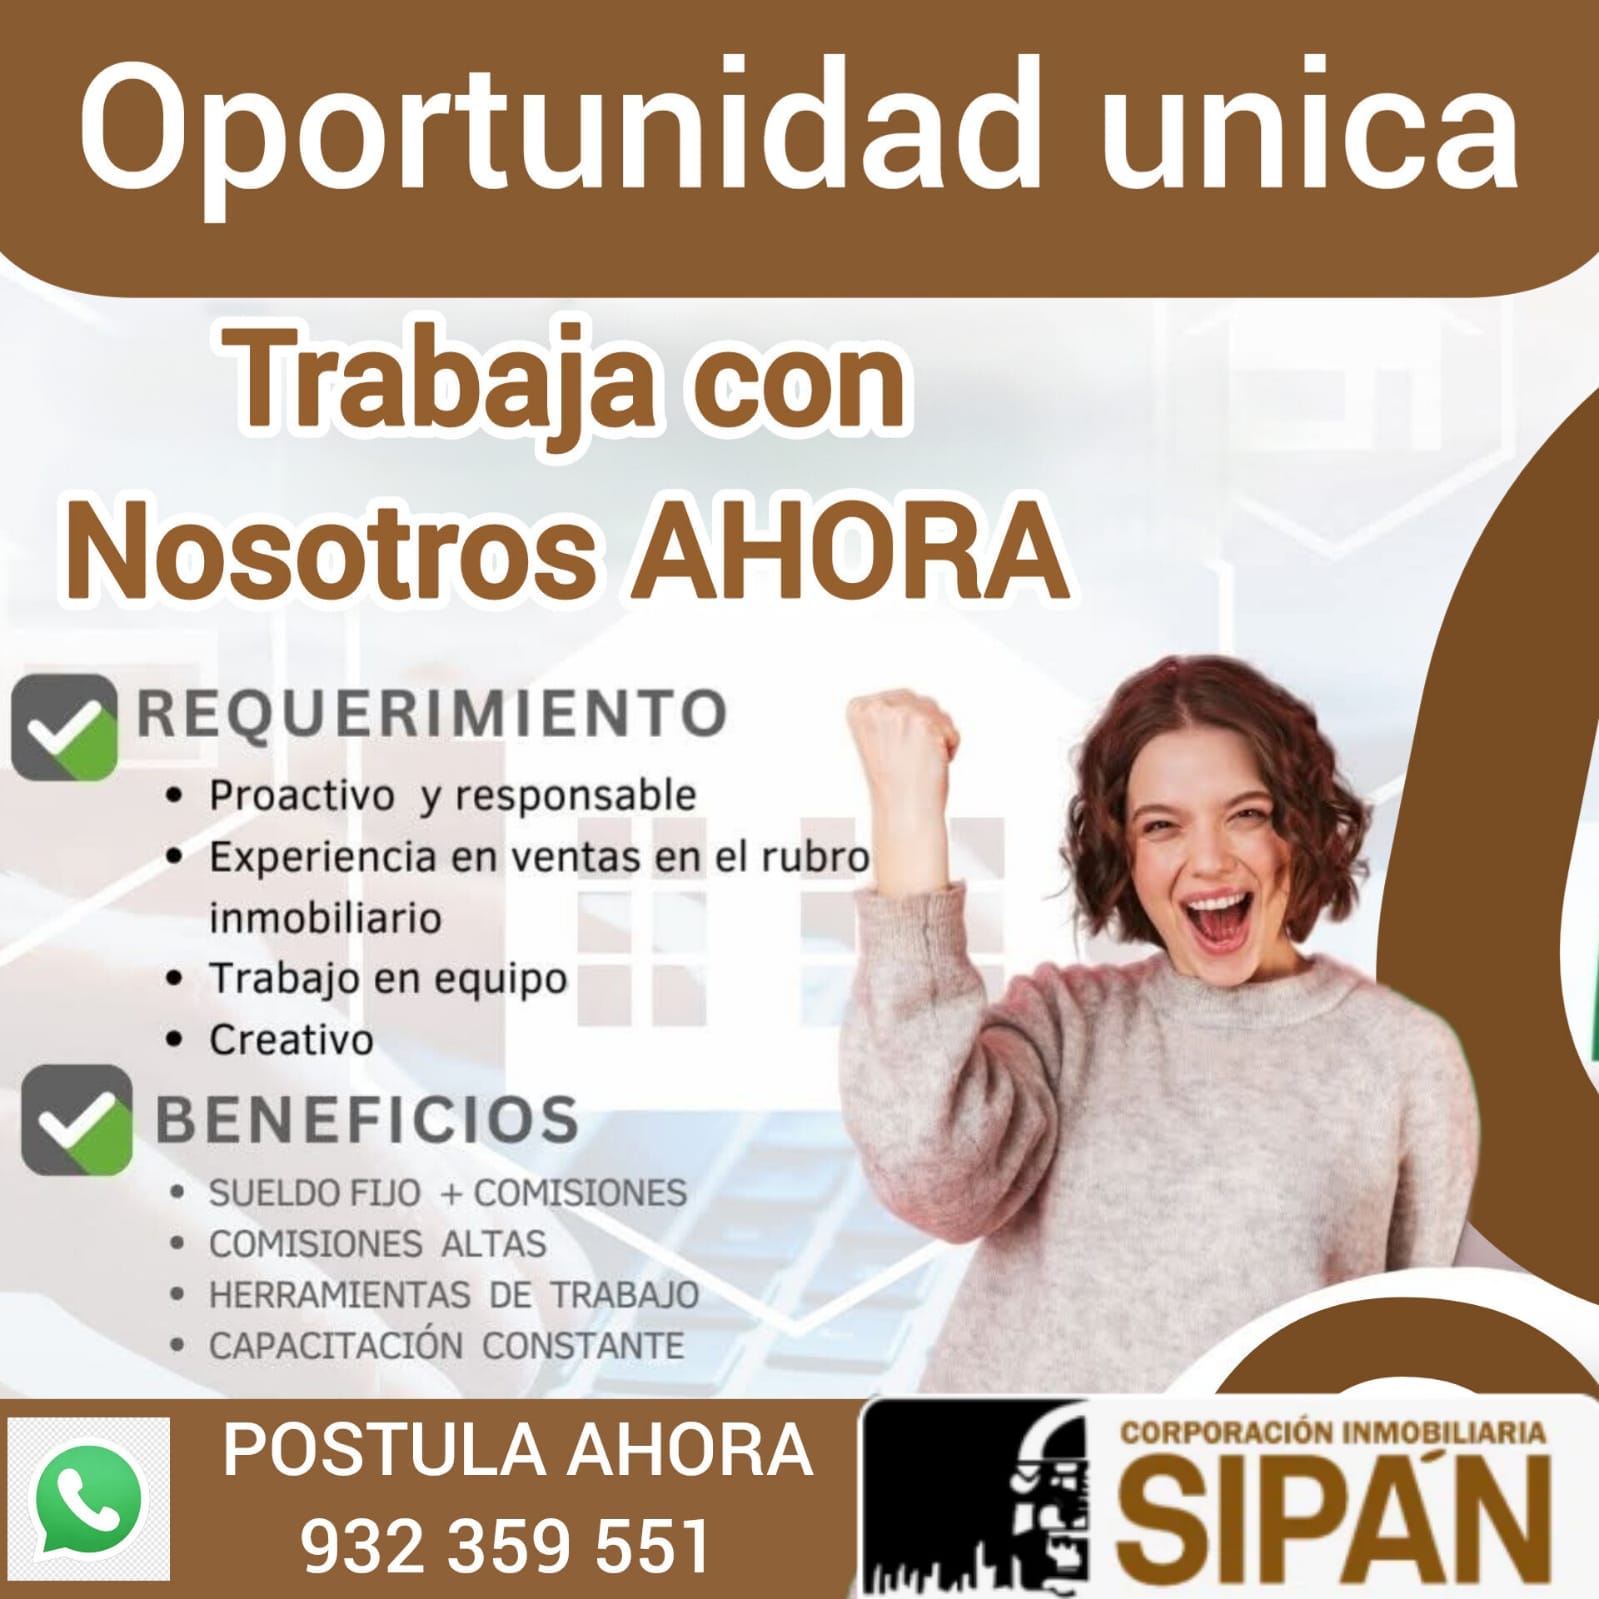 Oportunidad unica
Trabaja con
Nosotros AHORA
REQUERIMIENTO
• Proactivo y responsable
• Experiencia en ventas en el rubro
inmobiliario
• Trabajo en equipo
• Creativo
BENEFICIOS
• SUELDO FIJO + COMISIONES
• COMISIONES ALTAS
• HERRAMIENTAS DE TRABAJO
• CAPACITACIÓN CONSTANTE
POSTULA AHORA
932 359 551
CORPORACIÓN INMOBILIARIA
SIPÁN